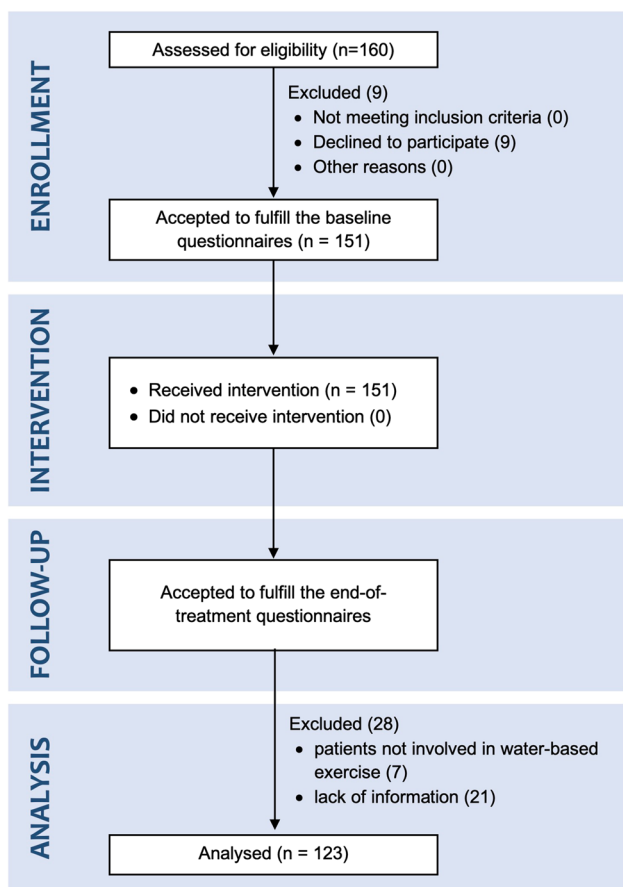 ENROLLMENT
Assessed for eligibility (n=160)
Excluded (9)
• Not meeting inclusion criteria (0)
• Declined to participate (9)
• Other reasons (0)
Accepted to fulfill the baseline
questionnaires (n = 151)
INTERVENTION
• Received intervention (n = 151)
• Did not receive intervention (0)
FOLLOW-UP
Accepted to fulfill the end-of-
treatment questionnaires
ANALYSIS
Excluded (28)
• patients not involved in water-based
exercise (7)
• lack of information (21)
Analysed (n = 123)